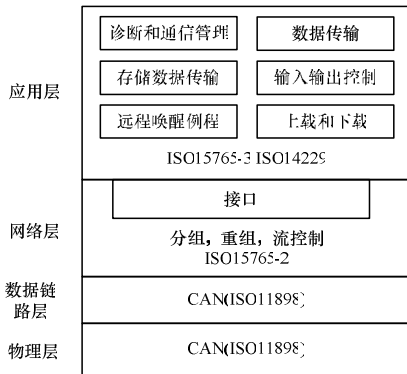 诊断和通信管理 数据传输
应用层
存储数据传输 输入输出控制
远程唤醒例程 上载和下载
ISO15765-3 ISO14229
接口
网络层
分组，重组，流控制
ISO15765-2
数据链
路层
CAN(ISO11898)
物理层
CAN(ISO11898)